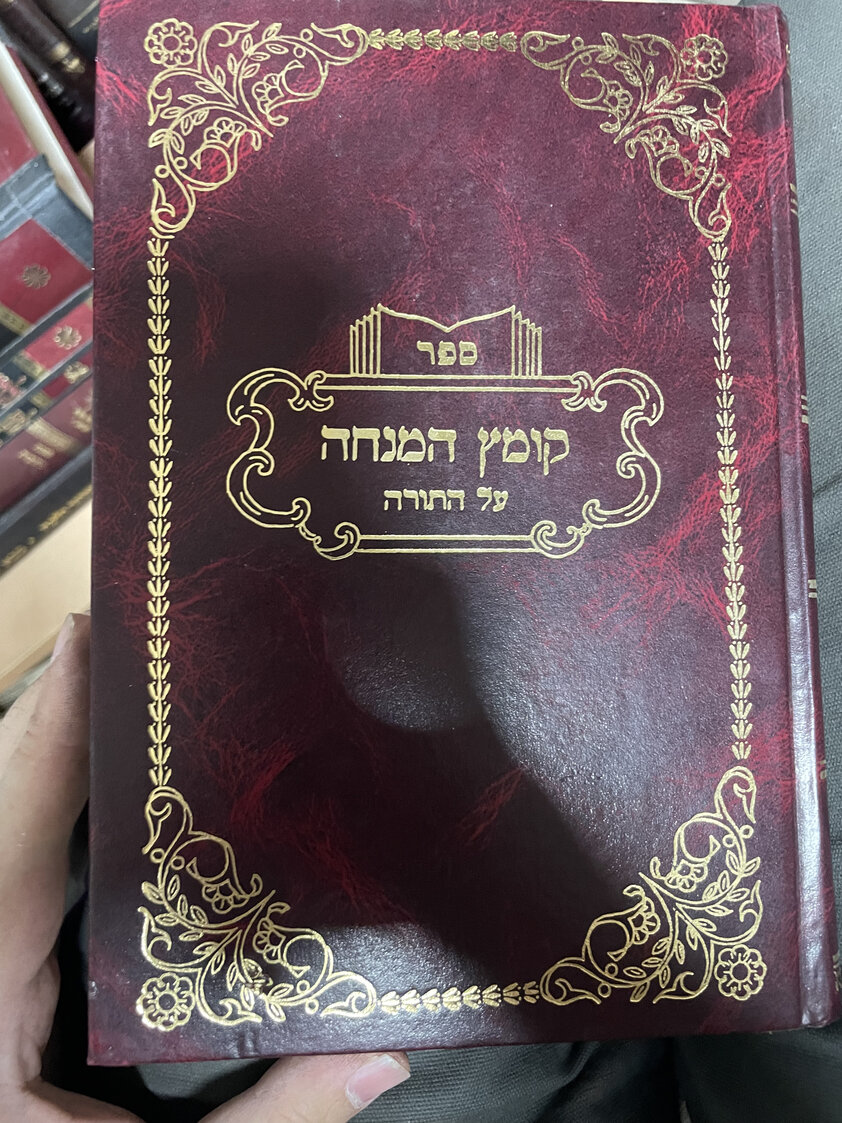 ספר
קומץ המנחה
על התורה